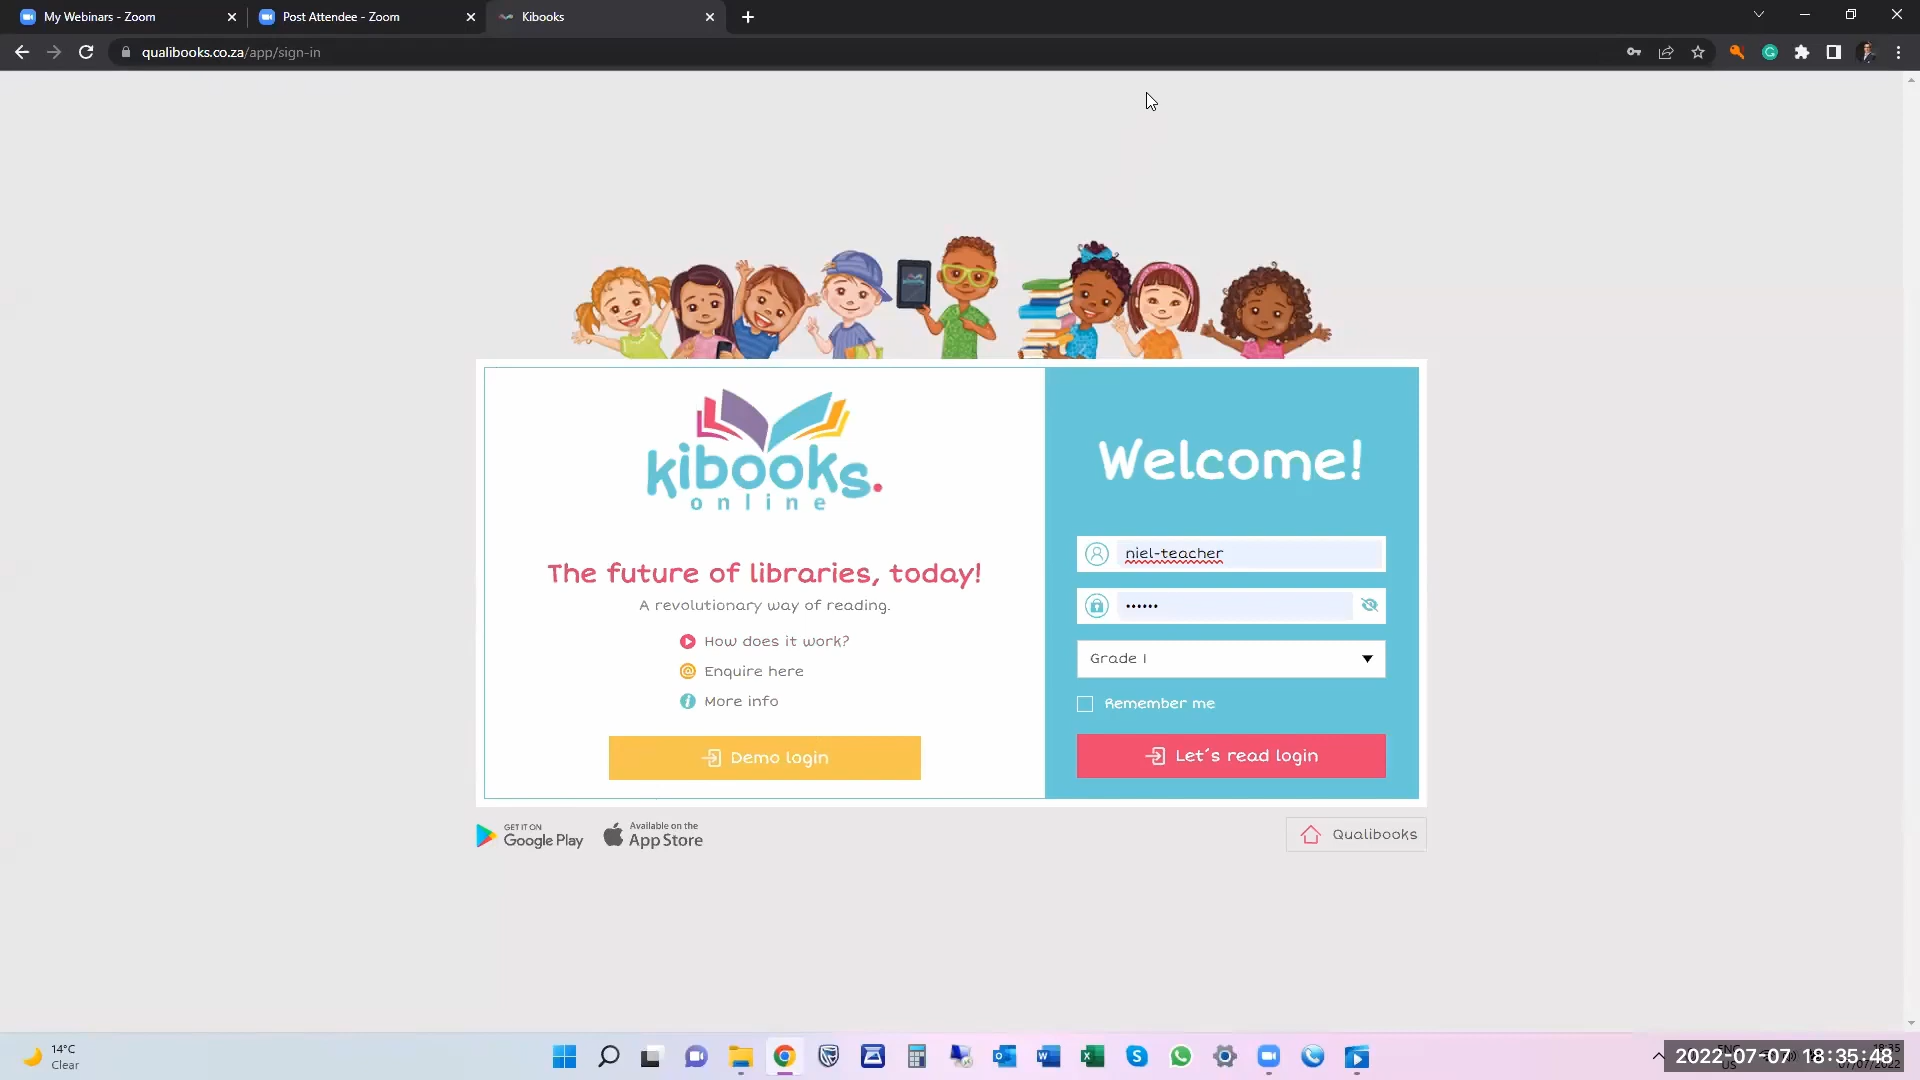 My Webinars - Zoom
Post Attendee - Zoom
Kibooks
qualibooks.co.za/app/sign-in
kibooks.
online
The future of libraries, today!
A revolutionary way of reading.
How does it work?
Enquire here
More info
Demo login
Welcome!
niel-teacher
Grade 1
Remember me
Let's read login
GET IT ON
Google Play
Available on the
App Store
Qualibooks
14°C
Clear
2022-07-07 18:35:48